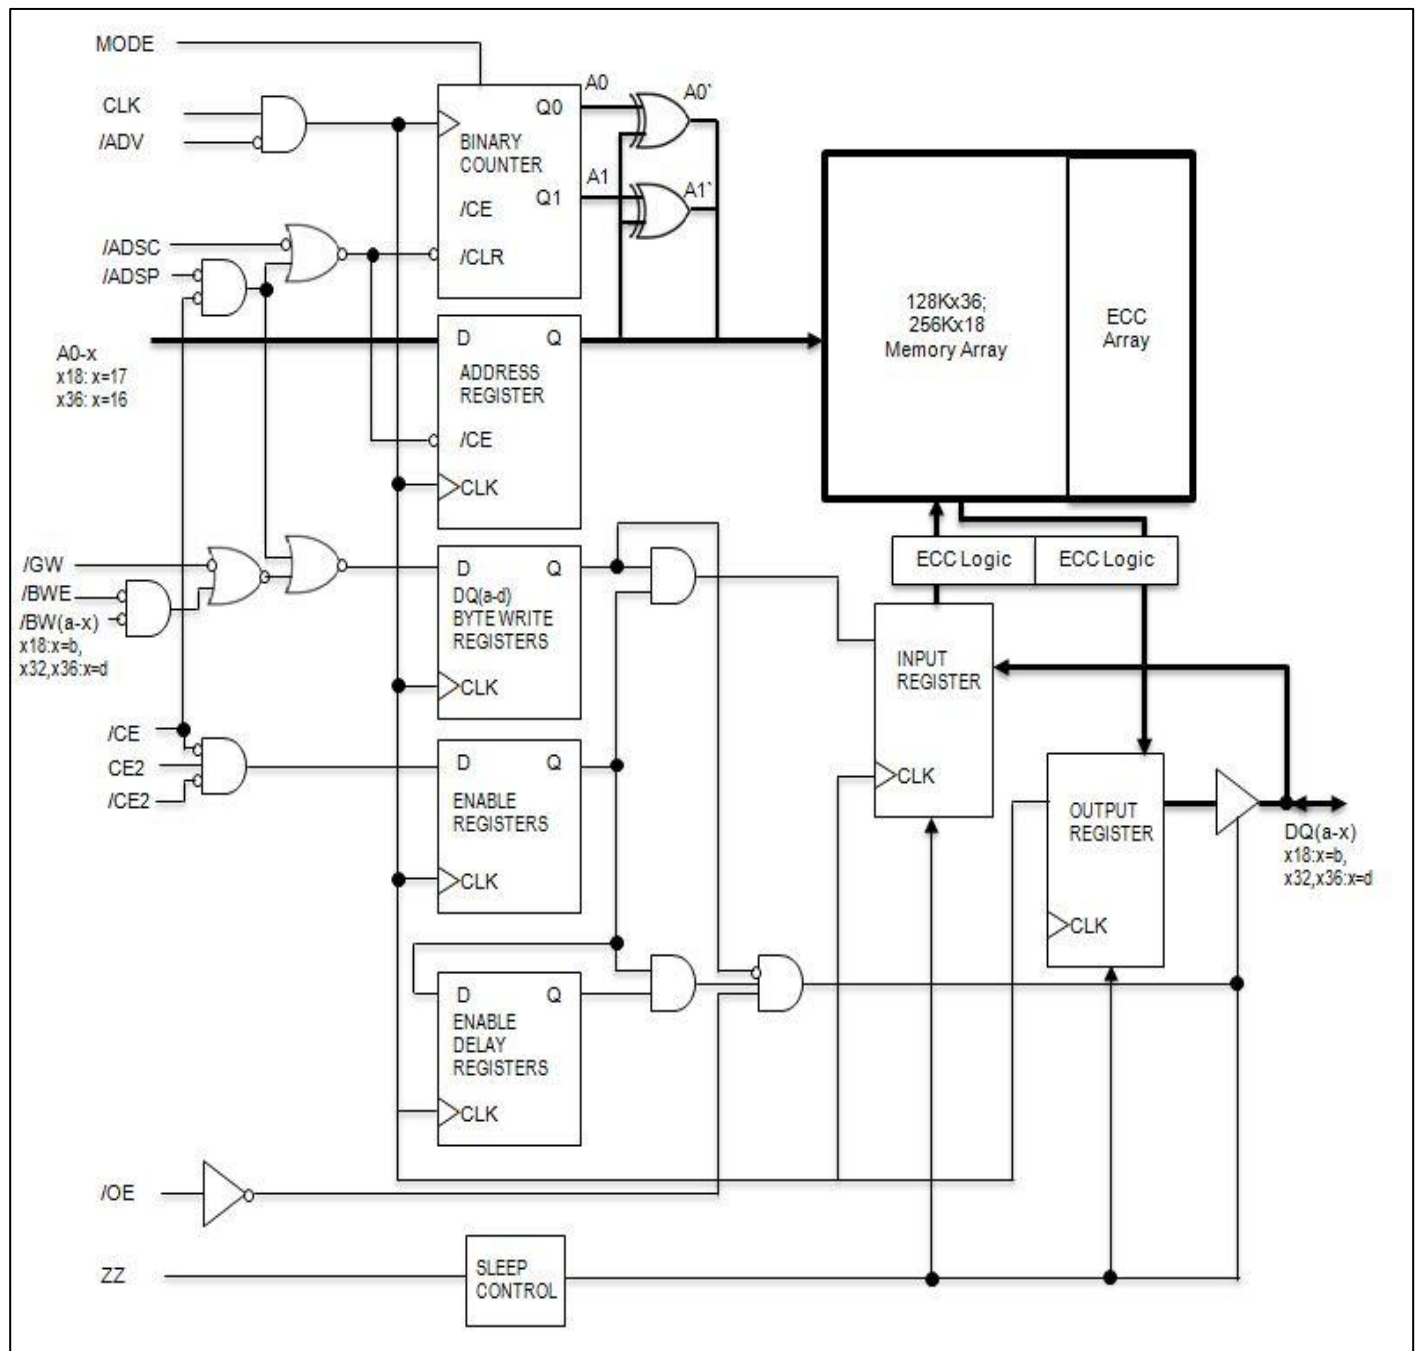 MODE
CLK
/ADV
A0
A0`
Q0
BINARY
COUNTER
A1
A1`
Q1
/CE
/ADSC
/ADSP
/CLR
128Kx36;
256Kx18
Memory Array
ECC
Array
A0-x
x18: x=17
x36: x=16
D
Q
ADDRESS
REGISTER
/CE
CLK
/GW
/BWE
/BW(a-x)
x18:x=b,
x32,x36:x=d
D
Q
DQ(a-d)
BYTE WRITE
REGISTERS
CLK
ECC Logic
ECC Logic
INPUT
REGISTER
CLK
/CE
CE2
/CE2
D
Q
ENABLE
REGISTERS
CLK
OUTPUT
REGISTER
CLK
DQ(a-x)
x18:x=b,
x32,x36:x=d
D
Q
ENABLE
DELAY
REGISTERS
CLK
/OE
ZZ
SLEEP
CONTROL